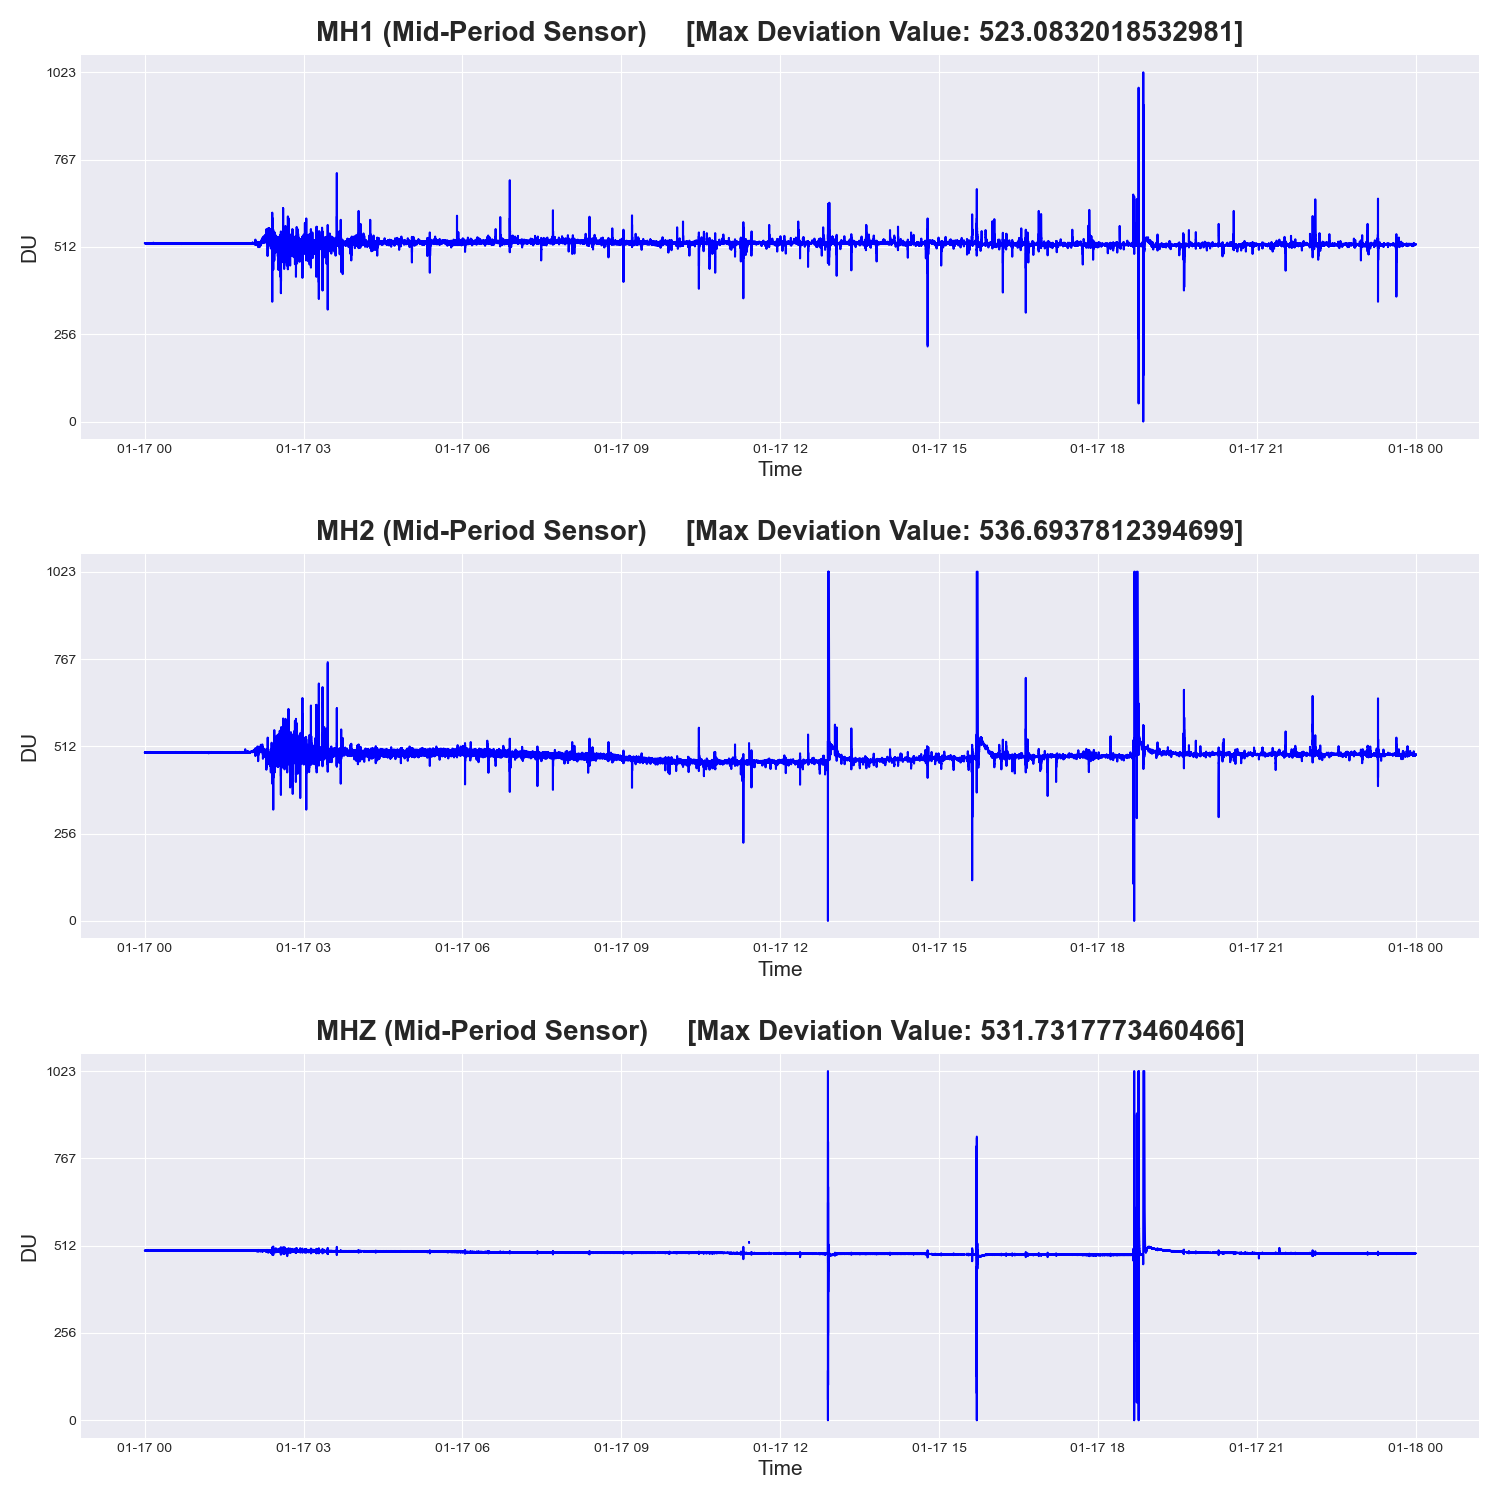 MH1 (Mid-Period Sensor) [Max Deviation Value: 523.0832018532981]
1023
767
512
256
0
DU
01-17 00 01-17 03 01-17 06 01-17 09 01-17 12 01-17 15 01-17 18 01-17 21 01-18 00
Time
MH2 (Mid-Period Sensor) [Max Deviation Value: 536.6937812394699]
1023
767
512
256
0
DU
01-17 00 01-17 03 01-17 06 01-17 09 01-17 12 01-17 15 01-17 18 01-17 21 01-18 00
Time
MHZ (Mid-Period Sensor) [Max Deviation Value: 531.7317773460466]
1023
767
512
256
0
DU
01-17 00 01-17 03 01-17 06 01-17 09 01-17 12 01-17 15 01-17 18 01-17 21 01-18 00
Time